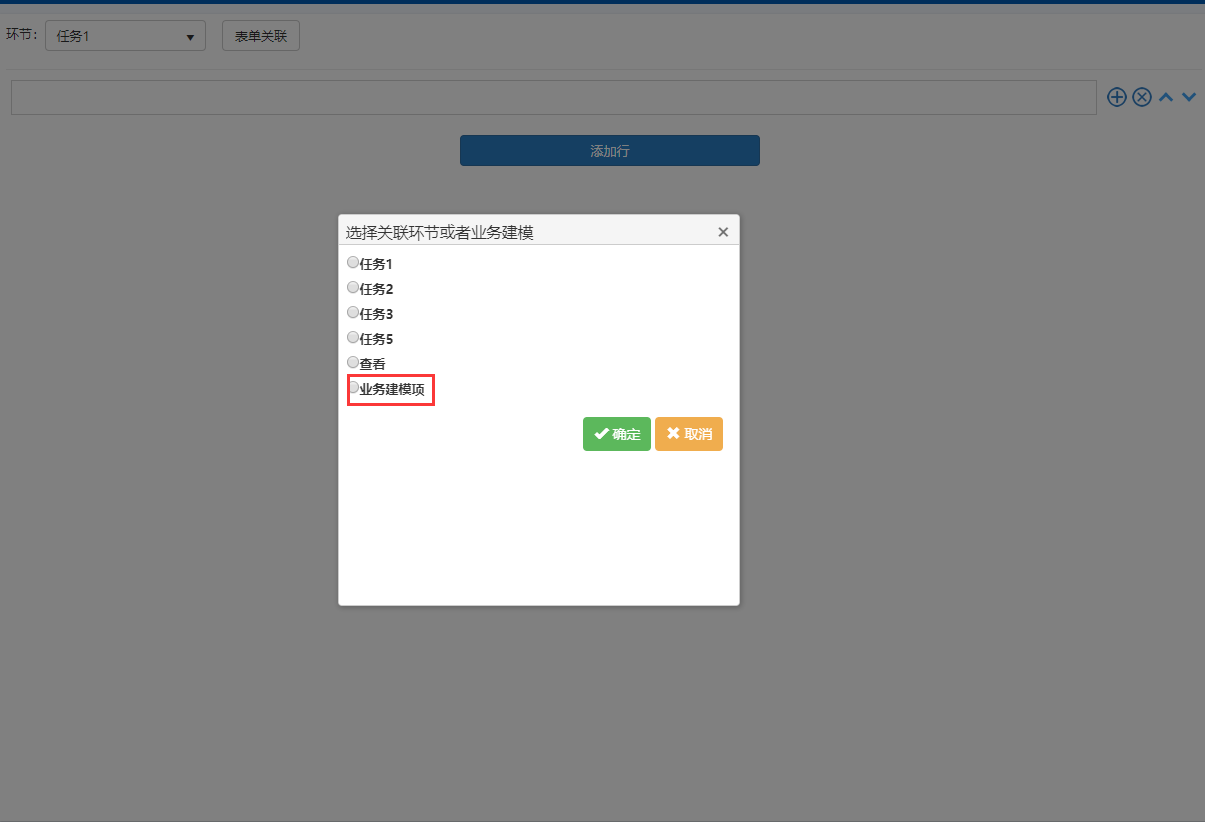 环节: 任务1 表单关联
添加行
选择关联环节或者业务建模
任务1
任务2
任务3
任务5
查看
业务建模项
确定 取消